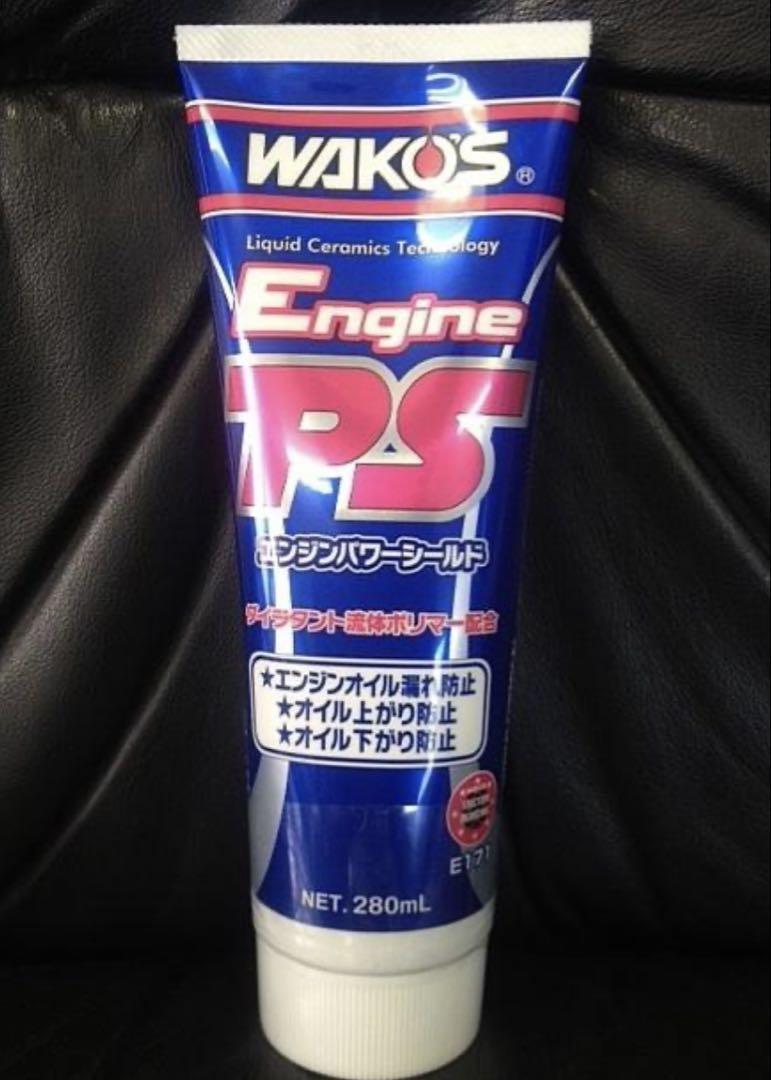 WAKO'S®
Liquid Ceramics Technology
Engine
PS
エンジンパワーシールド
ダイラタント流体ポリマー配合
★エンジンオイル漏れ防止
★オイル上がり防止
★オイル下がり防止
E171
NET. 280mL